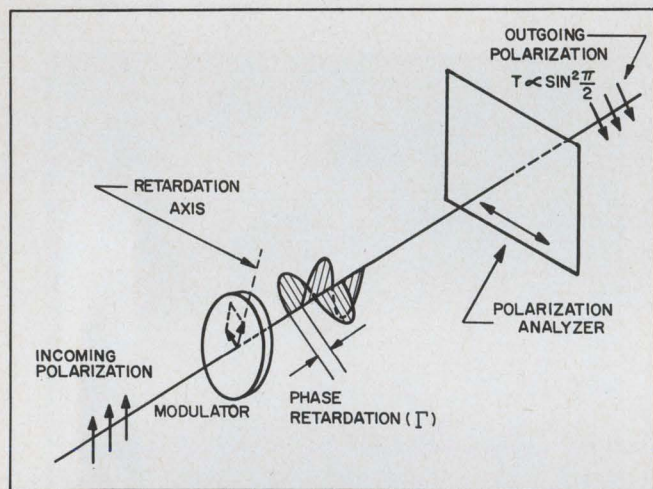 OUTGOING
POLARIZATION
T ∝ SIN² π/2
RETARDATION
AXIS
POLARIZATION
ANALYZER
INCOMING
POLARIZATION
MODULATOR
PHASE
RETARDATION (Γ)